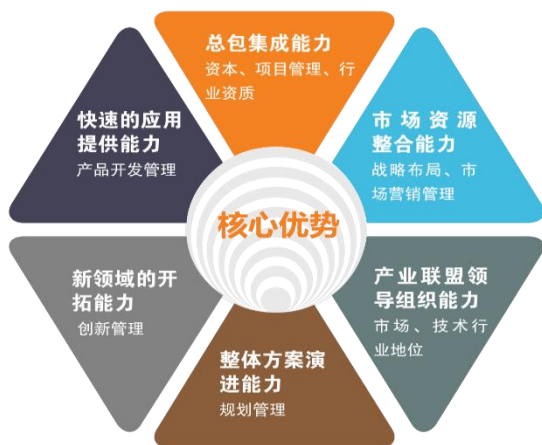 总包集成能力
资本、项目管理、行
业资质
快速的应用
提供能力
产品开发管理
市场资源
整合能力
战略布局、市
场营销管理
核心优势
新领域的开
拓能力
创新管理
产业联盟领
导组织能力
市场、技术行
业地位
整体方案演
进能力
规划管理